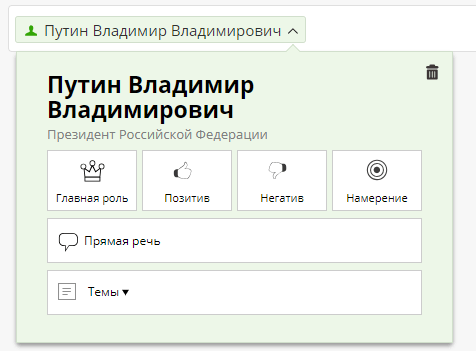 Путин Владимир Владимирович
Путин Владимир
Владимирович
Президент Российской Федерации
Главная роль
Позитив
Негатив
Намерение
Прямая речь
Темы